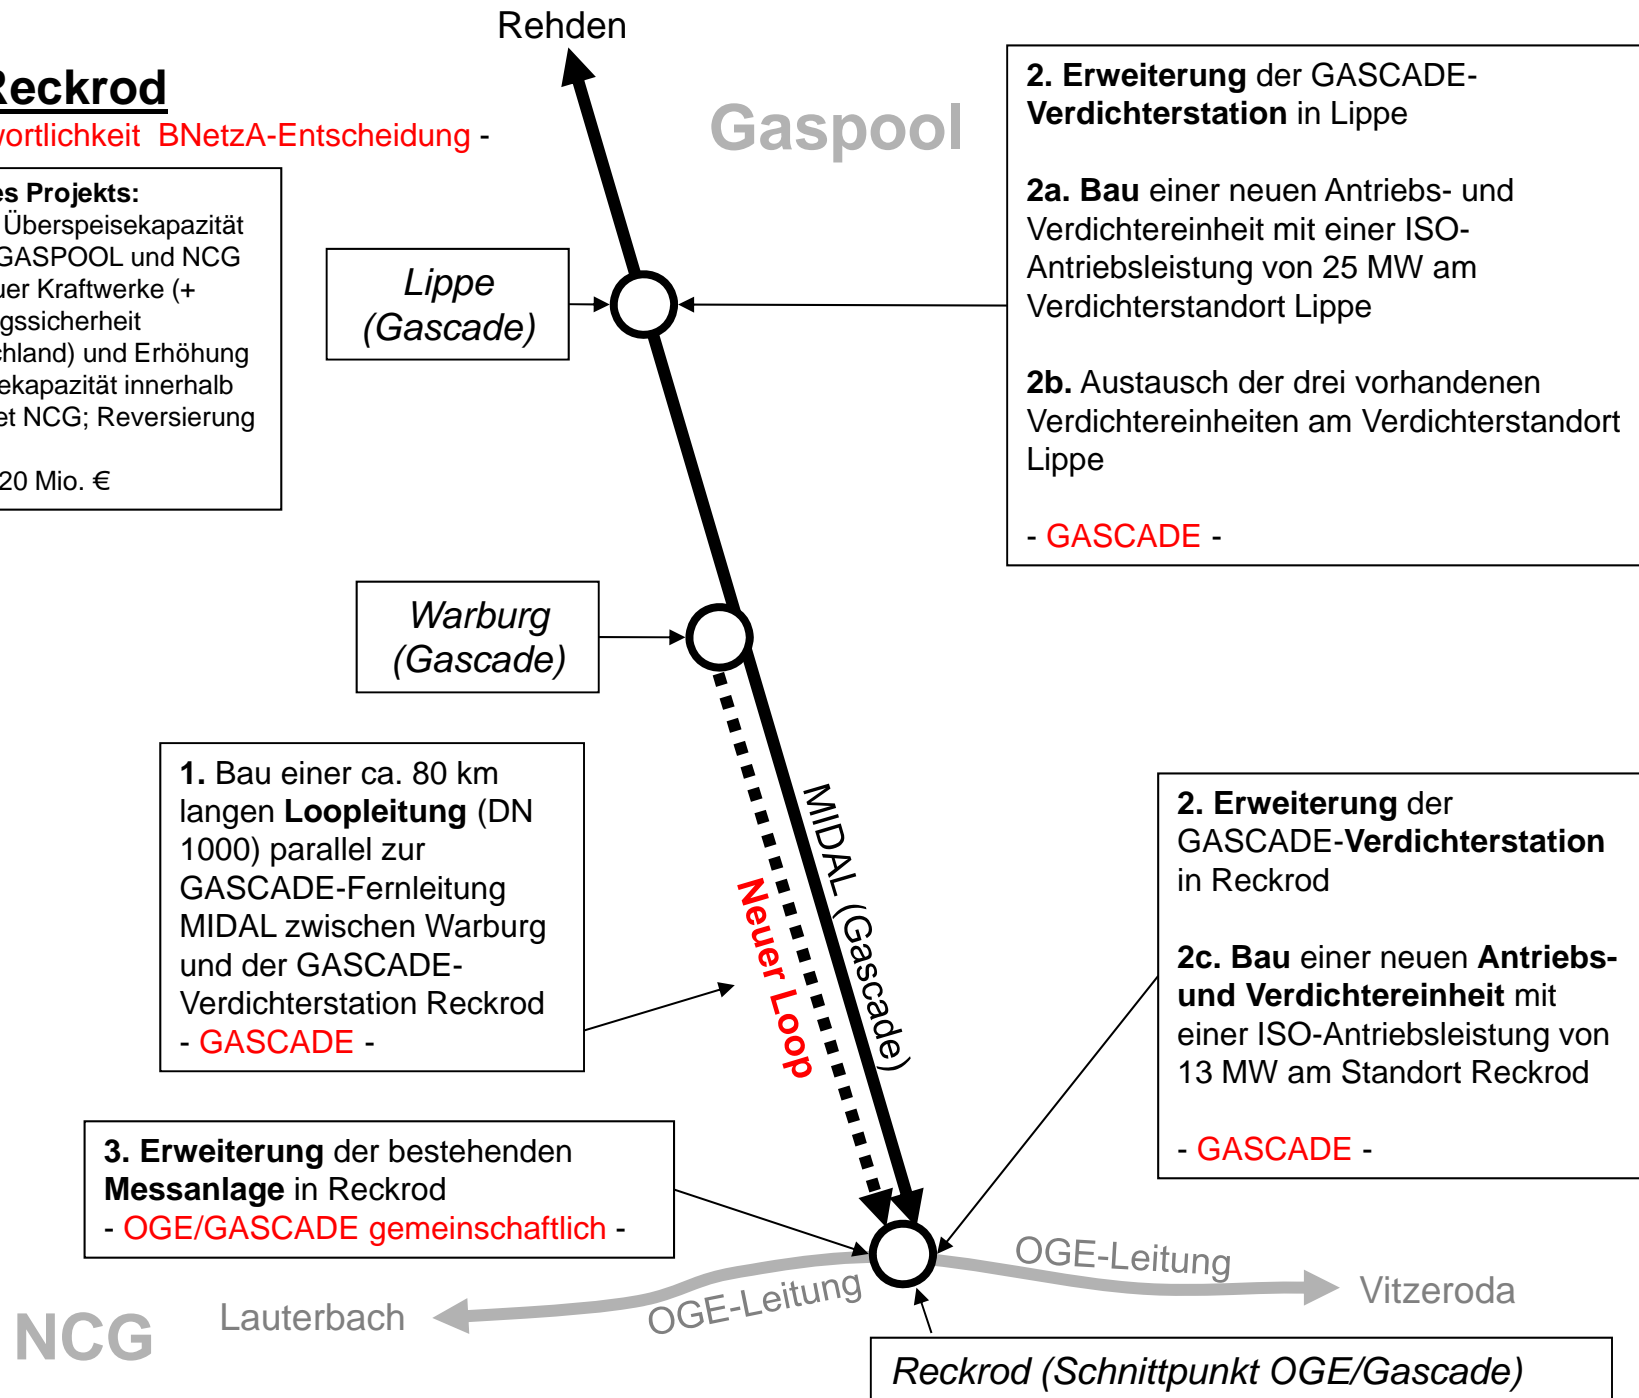 Rehden
Reckrod
wortlichkeit BNetzA-Entscheidung -
es Projekts:
Überspeisekapazität
GASPOOL und NCG
uer Kraftwerke (+
gssicherheit
chland) und Erhöhung
ekapazität innerhalb
et NCG; Reversierung
20 Mio. €
Gaspool
2. Erweiterung der GASCADE-
Verdichterstation in Lippe
2a. Bau einer neuen Antriebs- und
Verdichtereinheit mit einer ISO-
Antriebsleistung von 25 MW am
Verdichterstandort Lippe
2b. Austausch der drei vorhandenen
Verdichtereinheiten am Verdichterstandort
Lippe
- GASCADE -
Lippe
(Gascade)
Warburg
(Gascade)
1. Bau einer ca. 80 km
langen Loopleitung (DN
1000) parallel zur
GASCADE-Fernleitung
MIDAL zwischen Warburg
und der GASCADE-
Verdichterstation Reckrod
- GASCADE -
Neuer Loop
MIDAL (Gascade)
2. Erweiterung der
GASCADE-Verdichterstation
in Reckrod
2c. Bau einer neuen Antriebs-
und Verdichtereinheit mit
einer ISO-Antriebsleistung von
13 MW am Standort Reckrod
- GASCADE -
3. Erweiterung der bestehenden
Messanlage in Reckrod
- OGE/GASCADE gemeinschaftlich -
OGE-Leitung
OGE-Leitung
Vitzeroda
Lauterbach
NCG
Reckrod (Schnittpunkt OGE/Gascade)